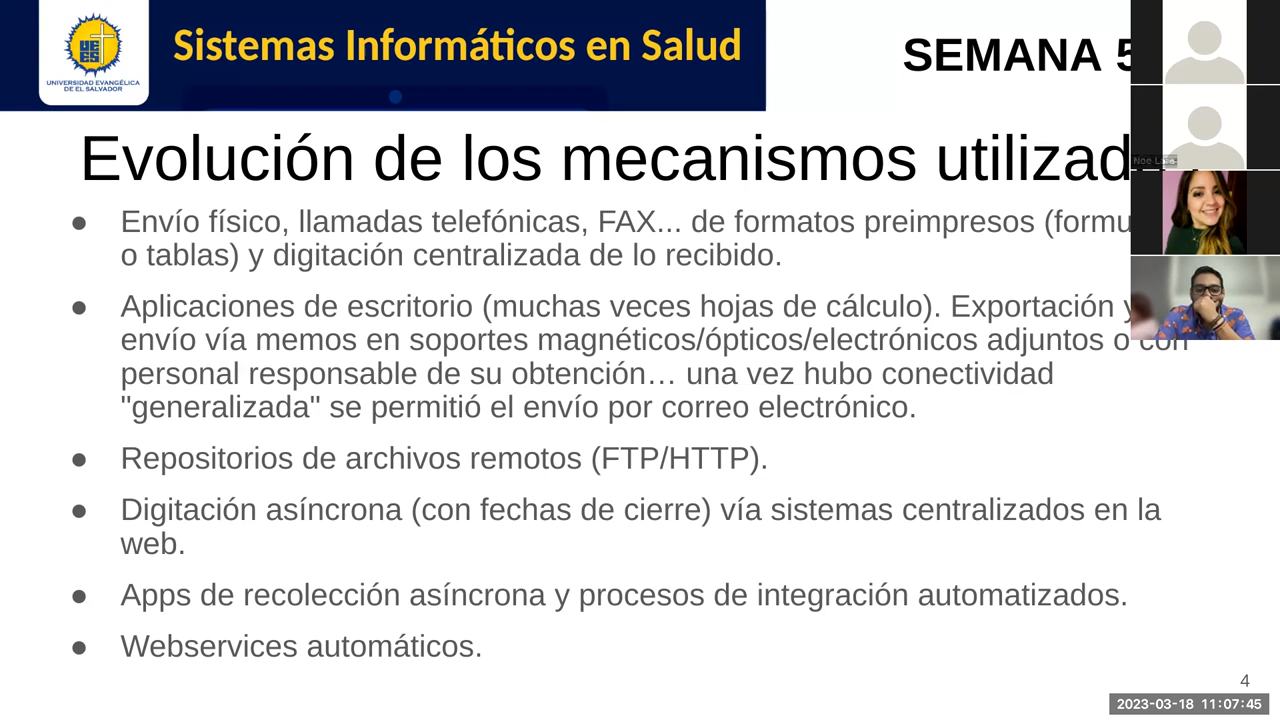 UNIVERSIDAD EVANGÉLICA
DE EL SALVADOR
Sistemas Informáticos en Salud
SEMANA 5
Evolución de los mecanismos
● Envío físico, llamadas telefónicas, FAX... de formatos preimpresos
o tablas) y digitación centralizada de lo recibido.
● Aplicaciones de escritorio (muchas veces hojas de cálculo). Exportación y
envío vía memos en soportes magnéticos/ópticos/electrónicos adjuntos o con
personal responsable de su obtención… una vez hubo conectividad
"generalizada" se permitió el envío por correo electrónico.
● Repositorios de archivos remotos (FTP/HTTP).
● Digitación asíncrona (con fechas de cierre) vía sistemas centralizados en la
web.
● Apps de recolección asíncrona y procesos de integración automatizados.
● Webservices automáticos.
4
2023-03-18 11:07:45